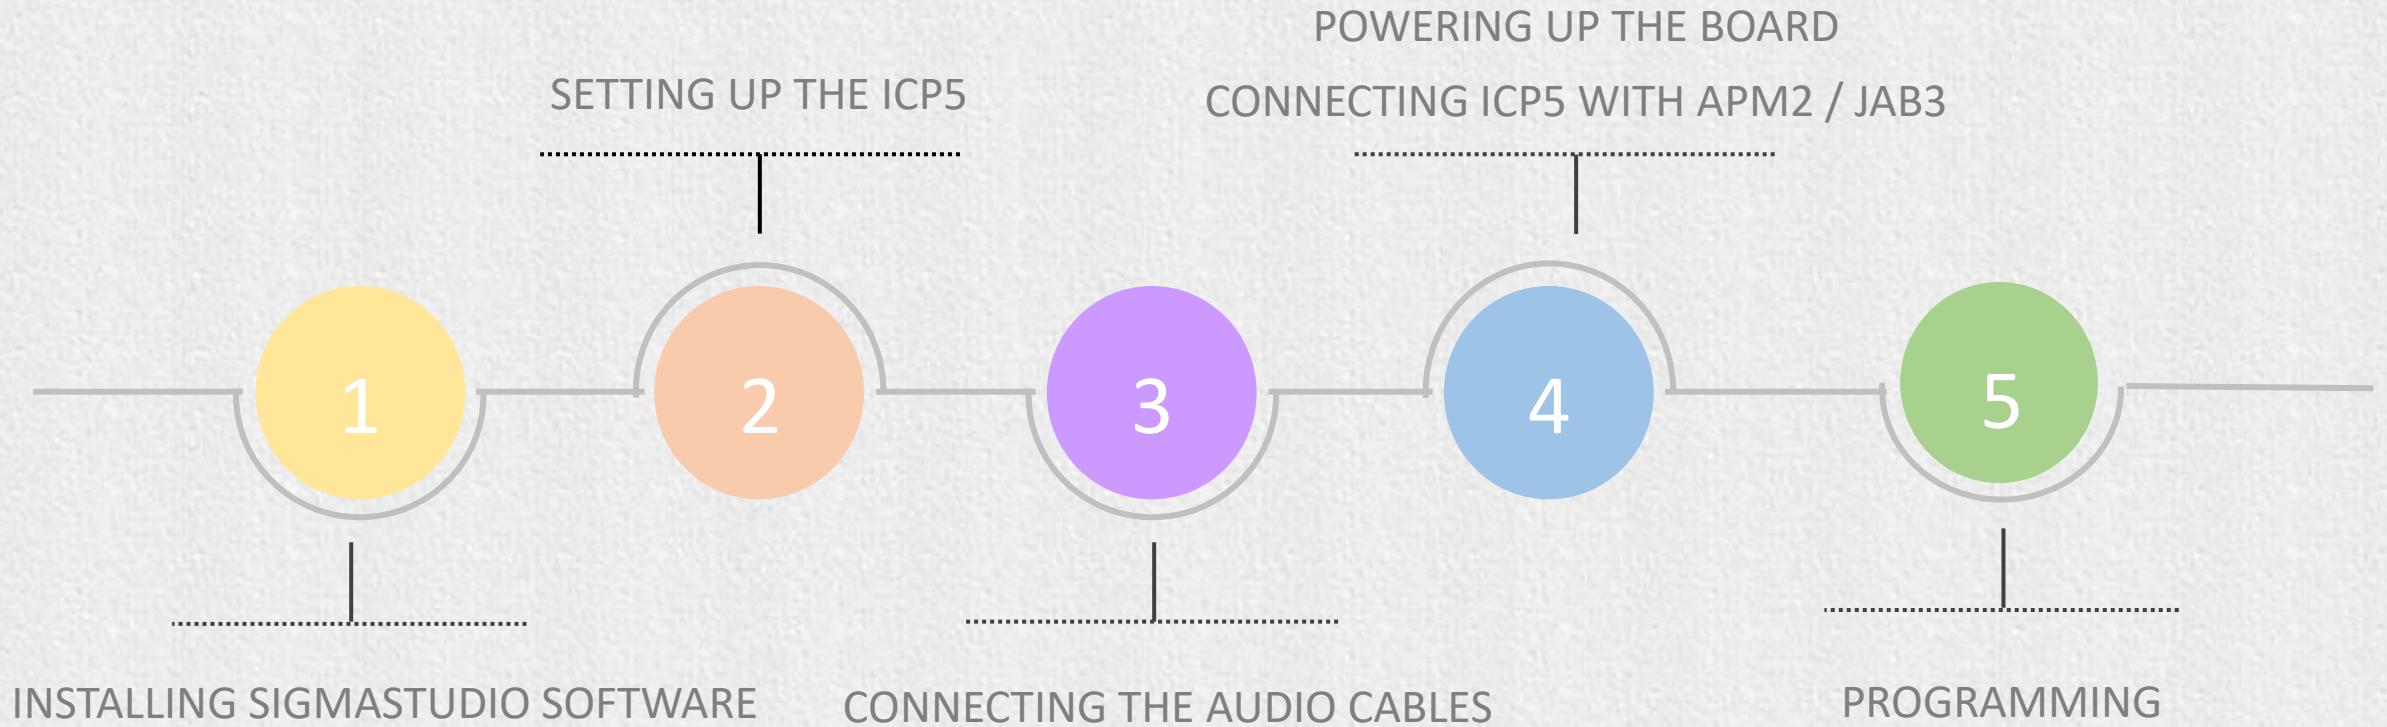 POWERING UP THE BOARD
SETTING UP THE ICP5
CONNECTING ICP5 WITH APM2 / JAB3
1
2
3
4
5
INSTALLING SIGMASTUDIO SOFTWARE
CONNECTING THE AUDIO CABLES
PROGRAMMING